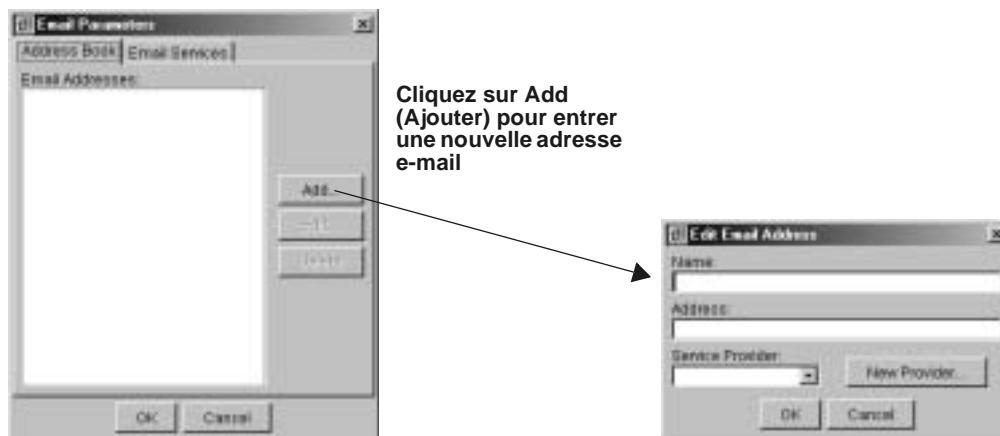 Email Parameters
Address Book
Email Services
Email Addresses:
Cliquez sur Add
(Ajouter) pour entrer
une nouvelle adresse
e-mail
Add...
OK
Cancel
Edit Email Address
Name:
Address:
Service Provider:
New Provider...
OK
Cancel